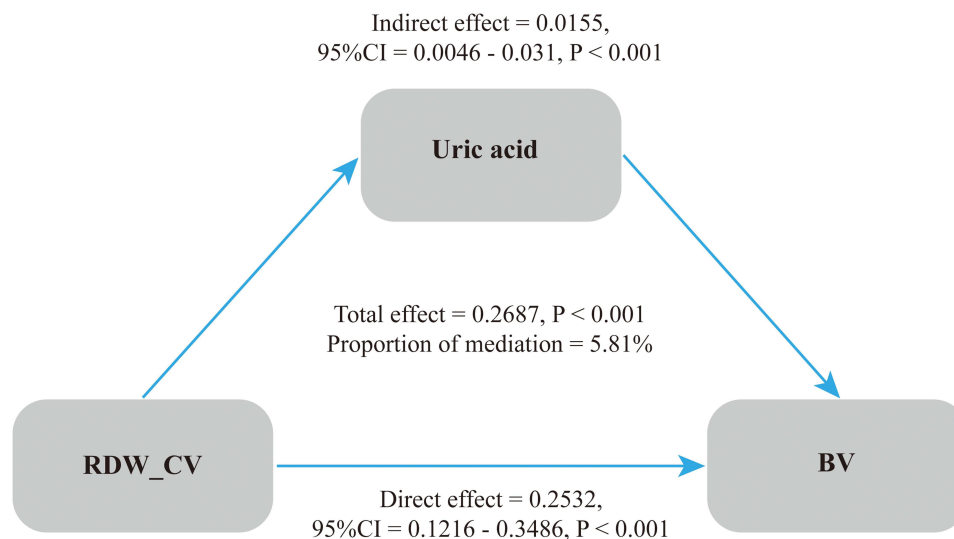 Indirect effect = 0.0155,
95%CI = 0.0046 - 0.031, P < 0.001
Uric acid
Total effect = 0.2687, P < 0.001
Proportion of mediation = 5.81%
RDW_CV
BV
Direct effect = 0.2532,
95%CI = 0.1216 - 0.3486, P < 0.001